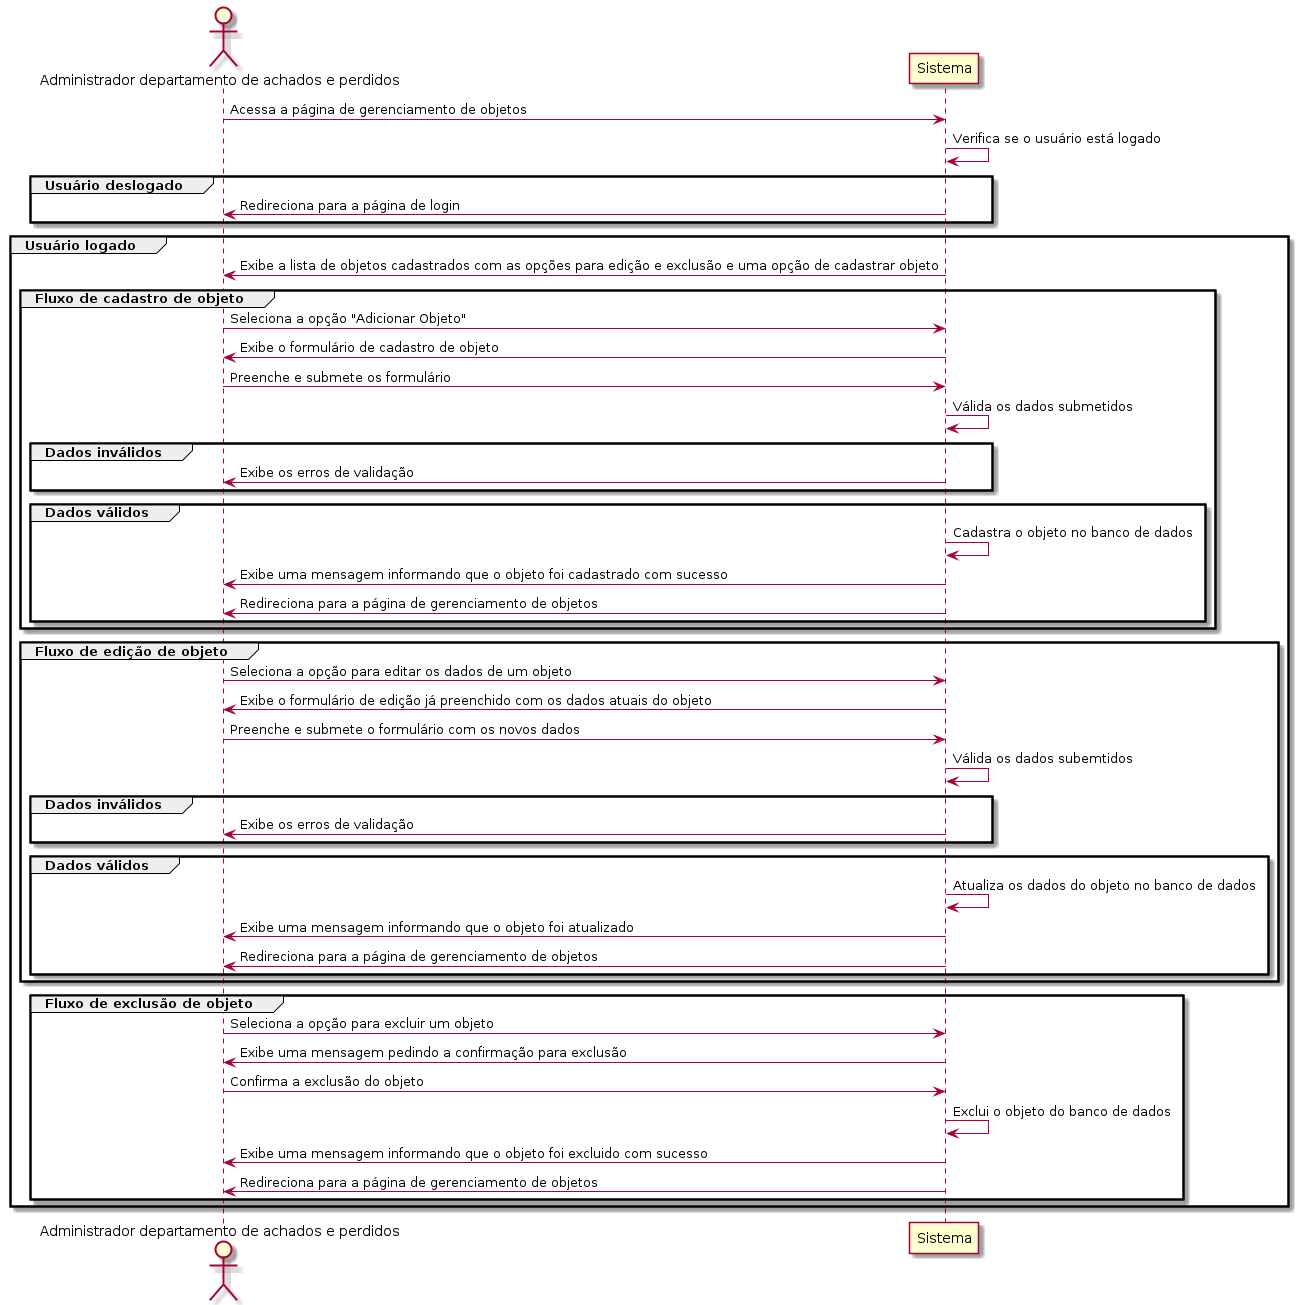 Administrador departamento de achados e perdidos
Sistema
Acessa a página de gerenciamento de objetos
Verifica se o usuário está logado
Usuário deslogado
Redireciona para a página de login
Usuário logado
Exibe a lista de objetos cadastrados com as opções para edição e exclusão e uma opção de cadastrar objeto
Fluxo de cadastro de objeto
Seleciona a opção "Adicionar Objeto"
Exibe o formulário de cadastro de objeto
Preenche e submete os formulário
Válida os dados submetidos
Dados inválidos
Exibe os erros de validação
Dados válidos
Cadastra o objeto no banco de dados
Exibe uma mensagem informando que o objeto foi cadastrado com sucesso
Redireciona para a página de gerenciamento de objetos
Fluxo de edição de objeto
Seleciona a opção para editar os dados de um objeto
Exibe o formulário de edição já preenchido com os dados atuais do objeto
Preenche e submete o formulário com os novos dados
Válida os dados subemtidos
Dados inválidos
Exibe os erros de validação
Dados válidos
Atualiza os dados do objeto no banco de dados
Exibe uma mensagem informando que o objeto foi atualizado
Redireciona para a página de gerenciamento de objetos
Fluxo de exclusão de objeto
Seleciona a opção para excluir um objeto
Exibe uma mensagem pedindo a confirmação para exclusão
Confirma a exclusão do objeto
Exclui o objeto do banco de dados
Exibe uma mensagem informando que o objeto foi excluido com sucesso
Redireciona para a página de gerenciamento de objetos
Administrador departamento de achados e perdidos
Sistema